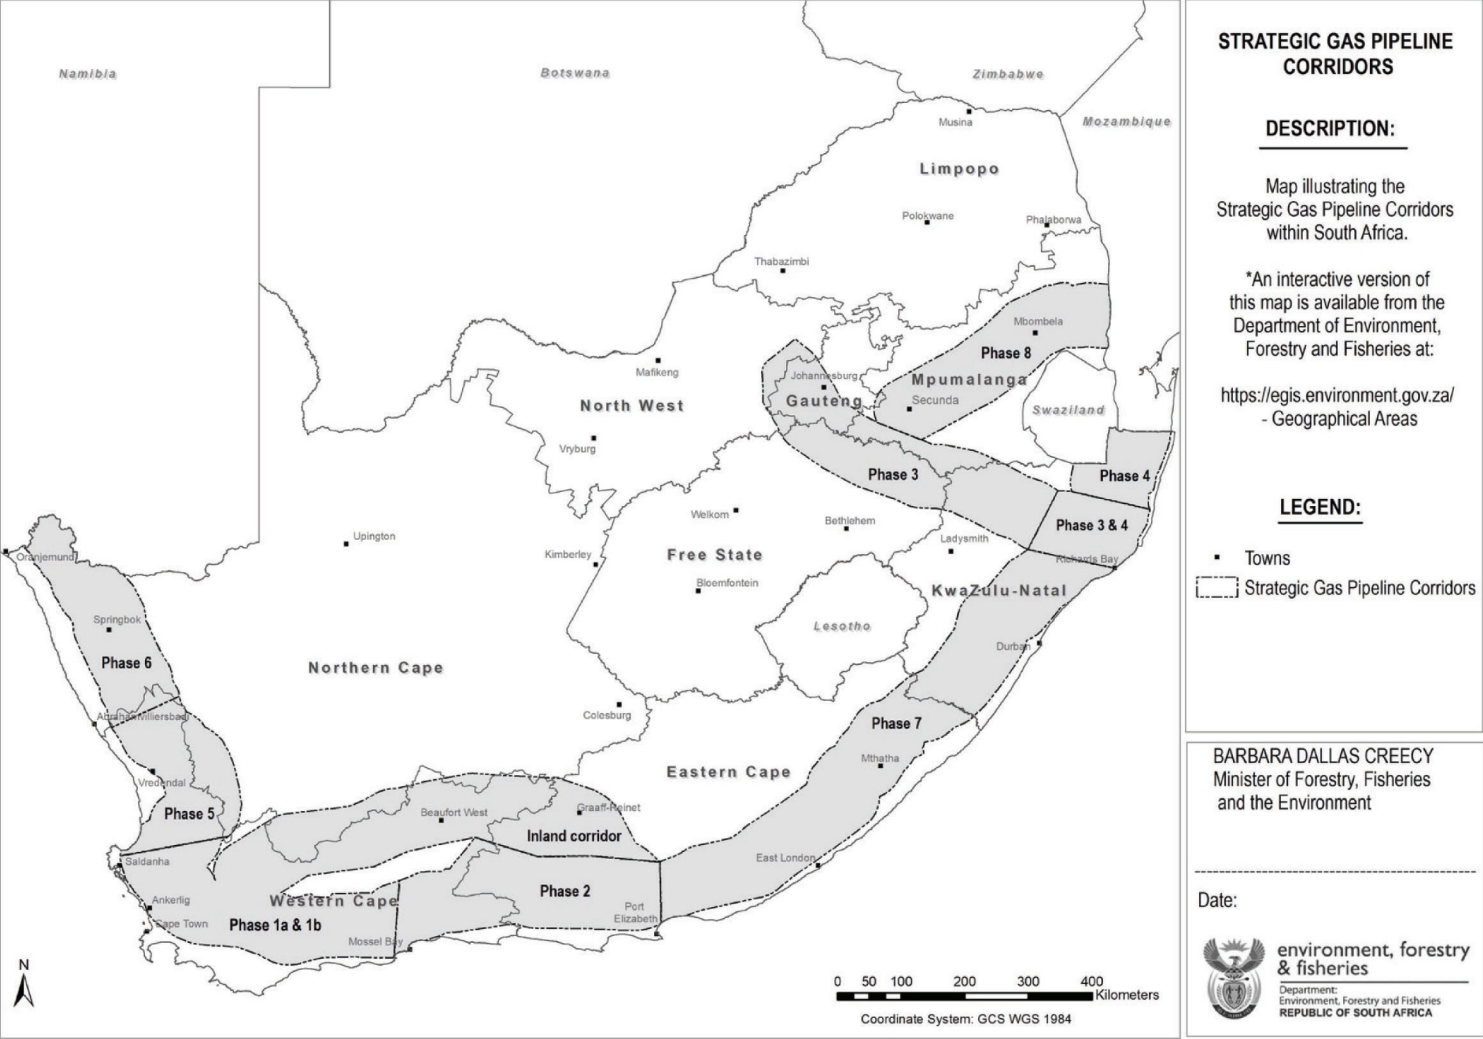 Namibia
Botswana
Zimbabwe
Mozambique
Musina
Limpopo
Polokwane
Phalaborwa
Thabazimbi
Mbombela
Phase 8
Mafikeng
Johannesburg
Mpumalanga
North West
Gauteng
Secunda
Swaziland
Vryburg
Phase 3
Phase 4
Welkom
Bethlehem
Phase 3 & 4
Upington
Ladysmith
Oranjemund
Kimberley
Free State
Richards Bay
Bloemfontein
KwaZulu-Natal
Springbok
Lesotho
Durban
Phase 6
Northern Cape
Abrahamvilliersbaai
Colesburg
Phase 7
Mthatha
Eastern Cape
Vredendal
Phase 5
Beaufort West
Graaff-Reinet
Inland corridor
Saldanha
East London
Phase 2
Ankerlig
Western Cape
Port
Elizabeth
Cape Town
Phase 1a & 1b
Mossel Bay
N
0 50 100 200 300 400
Kilometers
Coordinate System: GCS WGS 1984
STRATEGIC GAS PIPELINE
CORRIDORS
DESCRIPTION:
Map illustrating the
Strategic Gas Pipeline Corridors
within South Africa.
*An interactive version of
this map is available from the
Department of Environment,
Forestry and Fisheries at:
https://egis.environment.gov.za/
- Geographical Areas
LEGEND:
Towns
Strategic Gas Pipeline Corridors
BARBARA DALLAS CREECY
Minister of Forestry, Fisheries
and the Environment
Date:
environment, forestry
& fisheries
Department:
Environment, Forestry and Fisheries
REPUBLIC OF SOUTH AFRICA